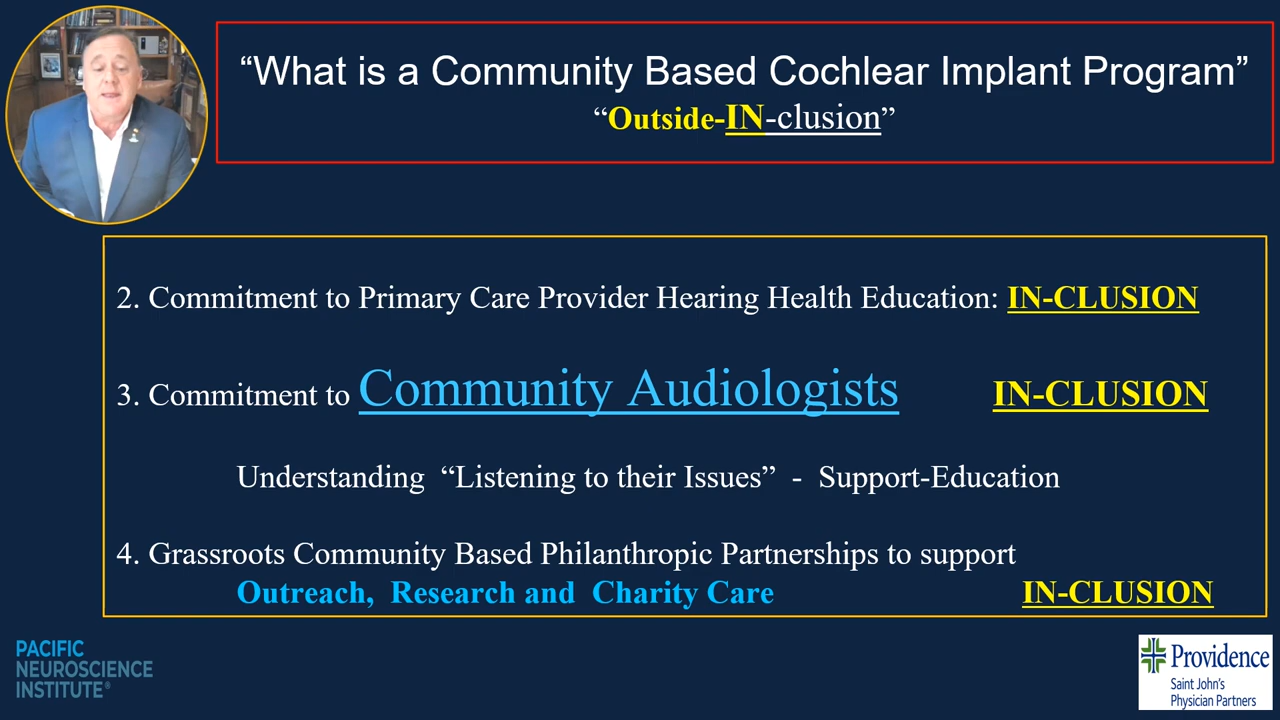 “What is a Community Based Cochlear Implant Program”
“Outside-IN-clusion”
2. Commitment to Primary Care Provider Hearing Health Education: IN-CLUSION
3. Commitment to Community Audiologists IN-CLUSION
Understanding “Listening to their Issues” - Support-Education
4. Grassroots Community Based Philanthropic Partnerships to support
Outreach, Research and Charity Care IN-CLUSION
PACIFIC
NEUROSCIENCE
INSTITUTE®
Providence
Saint John's
Physician Partners